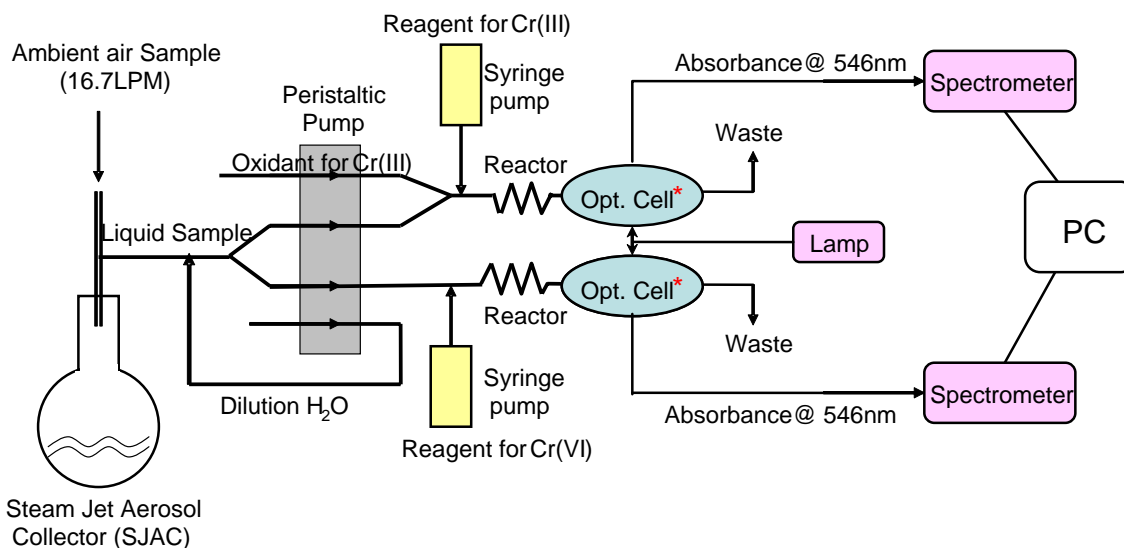 Reagent for Cr(III)
Ambient air Sample
(16.7LPM)
Syringe
pump
Absorbance@ 546nm
Spectrometer
Peristaltic
Pump
Waste
Oxidant for Cr(III)
Reactor
Opt. Cell*
Liquid Sample
Lamp
PC
Opt. Cell*
Reactor
Waste
Syringe
pump
Spectrometer
Dilution H₂O
Absorbance@ 546nm
Reagent for Cr(VI)
Steam Jet Aerosol
Collector (SJAC)